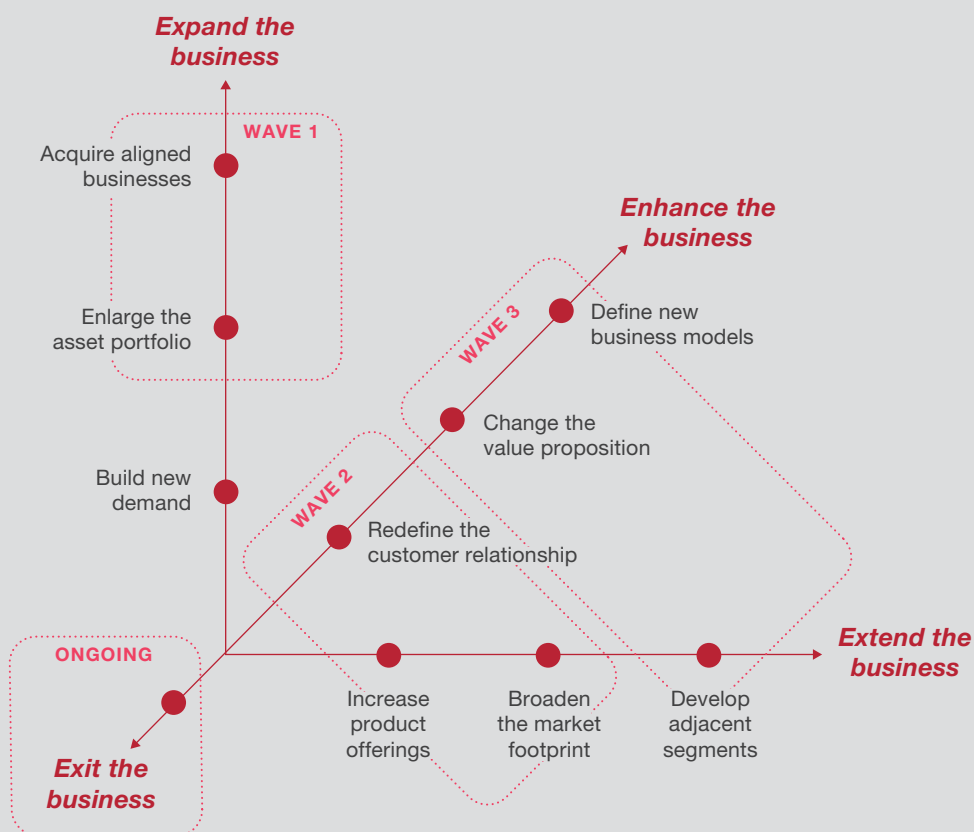 Expand the
business
WAVE 1
Acquire aligned
businesses
Enhance the
business
Enlarge the
asset portfolio
WAVE 3
Define new
business models
Change the
value proposition
Build new
demand
WAVE 2
Redefine the
customer relationship
ONGOING
Extend the
business
Increase
product
offerings
Broaden
the market
footprint
Develop
adjacent
segments
Exit the
business